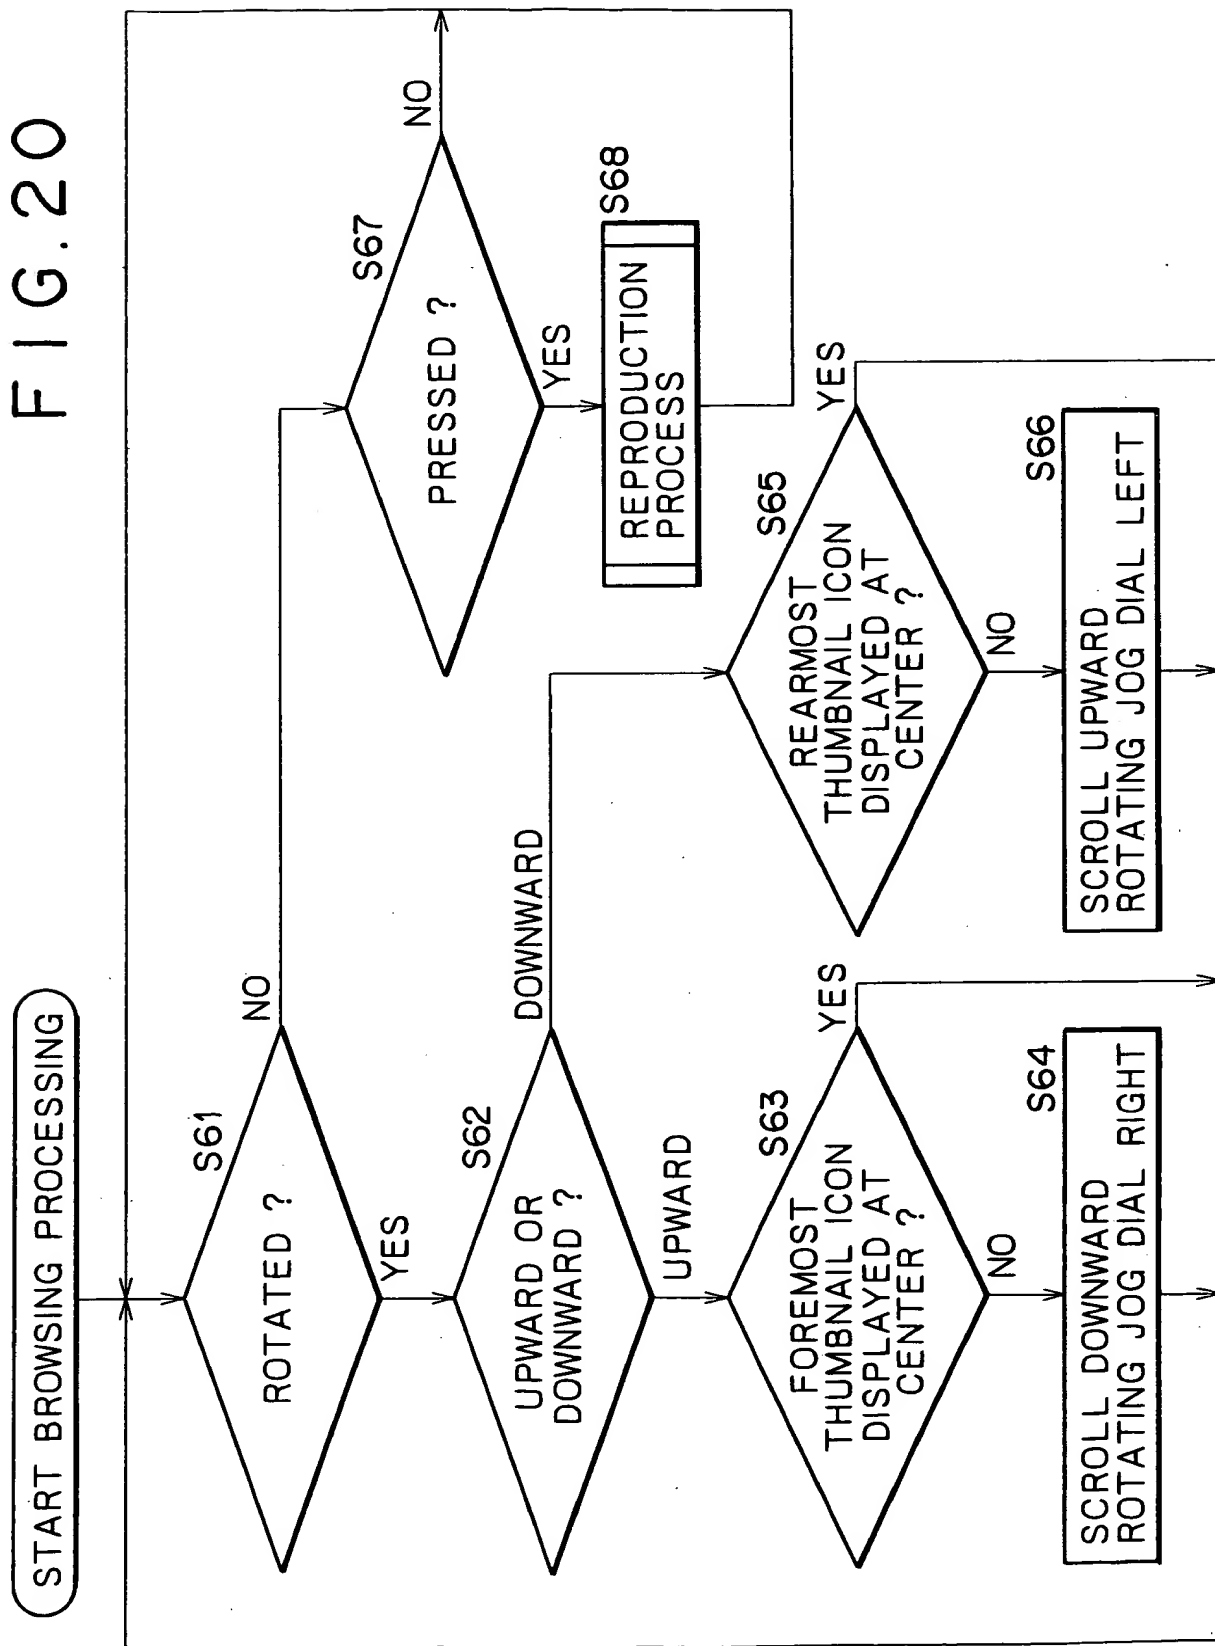 FIG.20
START BROWSING PROCESSING
S61
ROTATED ?
NO
YES
S62
UPWARD OR
DOWNWARD ?
DOWNWARD
UPWARD
S63
FOREMOST
THUMBNAIL ICON
DISPLAYED AT
CENTER ?
YES
NO
S64
SCROLL DOWNWARD
ROTATING JOG DIAL RIGHT
S65
REARMOST
THUMBNAIL ICON
DISPLAYED AT
CENTER ?
YES
NO
S66
SCROLL UPWARD
ROTATING JOG DIAL LEFT
S67
PRESSED ?
NO
YES
S68
REPRODUCTION
PROCESS